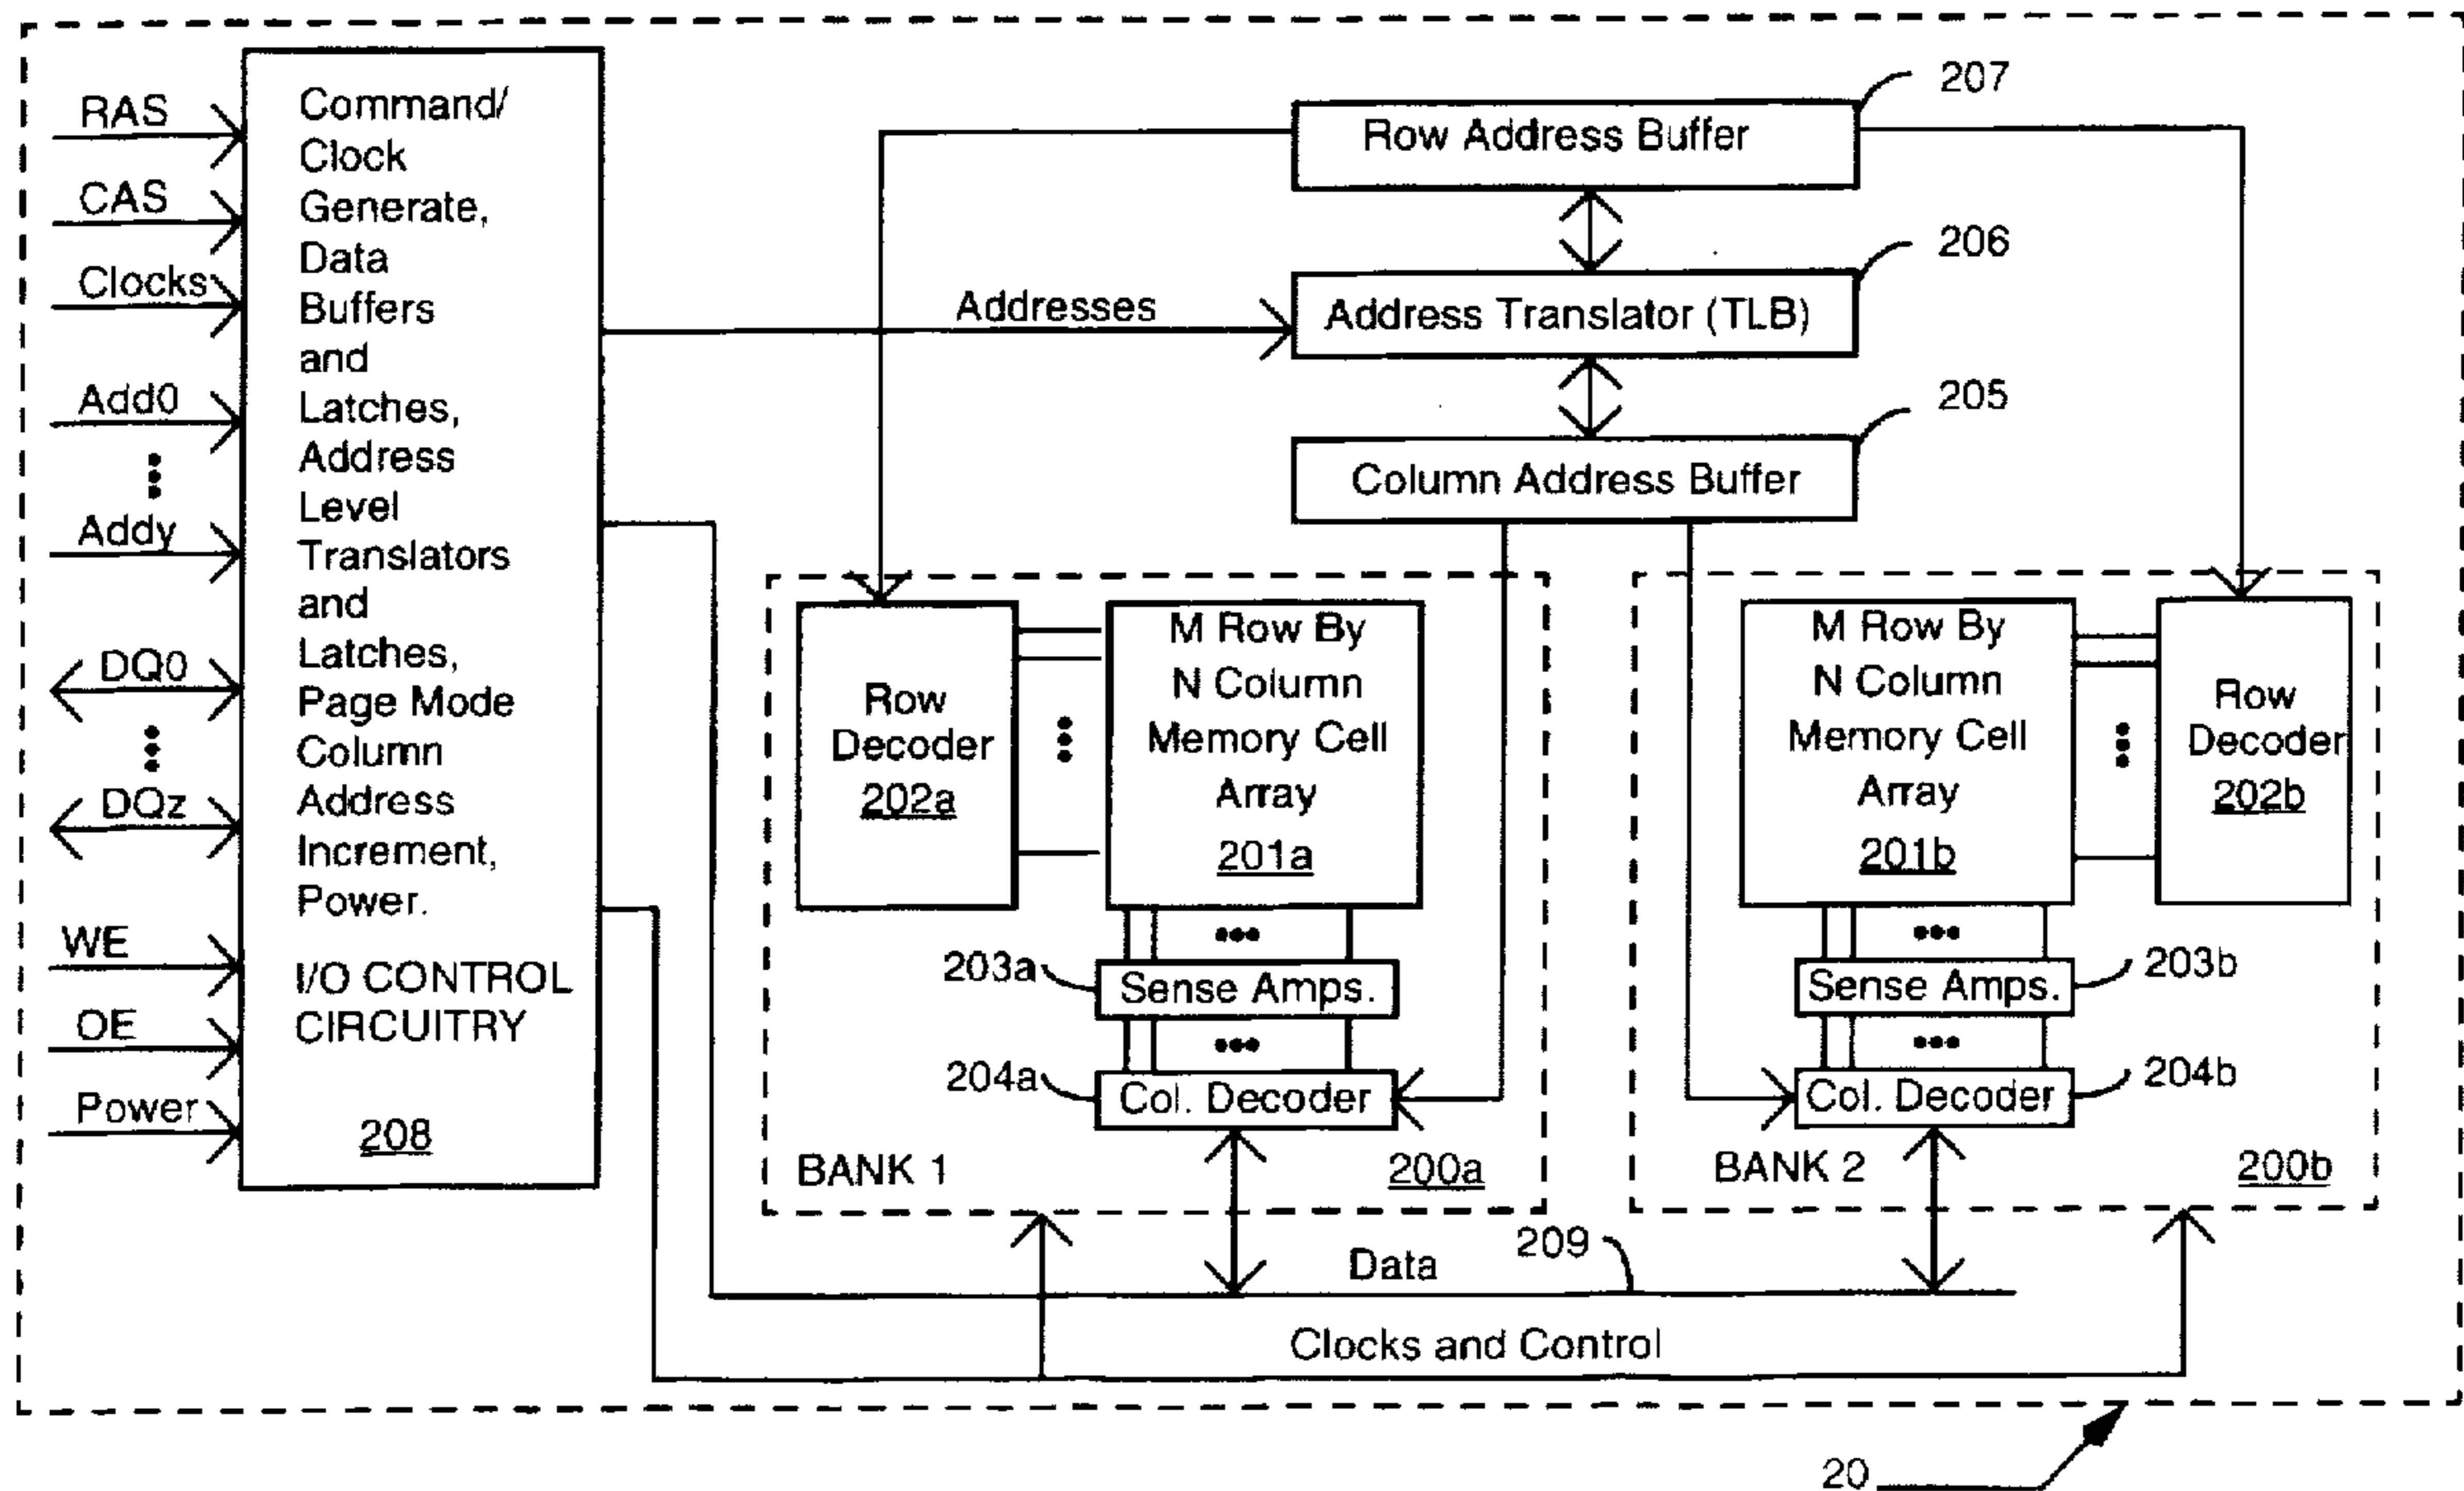 RAS
CAS
Clocks
Add0
Addy
DQ0
DQz
WE
OE
Power
Command/
Clock
Generate,
Data
Buffers
and
Latches,
Address
Level
Translators
and
Latches,
Page Mode
Column
Address
Increment,
Power.
I/O CONTROL
CIRCUITRY
208
207
Row Address Buffer
206
Addresses
Address Translator (TLB)
205
Column Address Buffer
Row
Decoder
202a
M Row By
N Column
Memory Cell
Array
201a
203a
Sense Amps.
204a
Col. Decoder
BANK 1
200a
M Row By
N Column
Memory Cell
Array
201b
Row
Decoder
202b
Sense Amps.
203b
Col. Decoder
204b
BANK 2
200b
Data
209
Clocks and Control
20